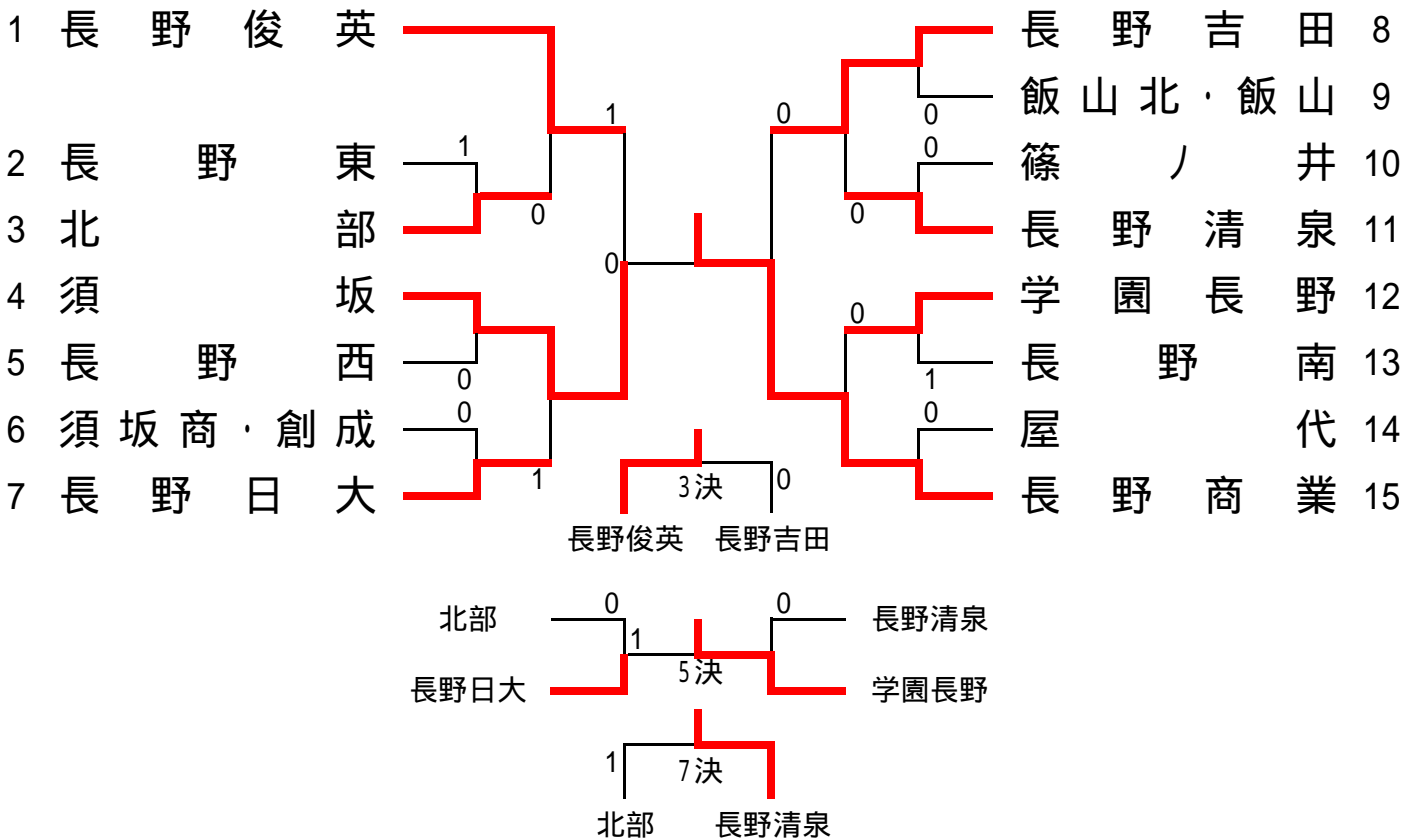 1 長野俊英
2 長野東
3 北部
4 須坂
5 長野西
6 須坂商・創成
7 長野日大
長野吉田 8
飯山北・飯山 9
篠ノ井 10
長野清泉 11
学園長野 12
長野南 13
屋代 14
長野商業 15
1
1
0
0
0
0
1
0
0
0
0
0
1
0
3決
0
長野俊英
長野吉田
北部
0
0
長野清泉
1
5決
長野日大
学園長野
1
7決
北部
長野清泉